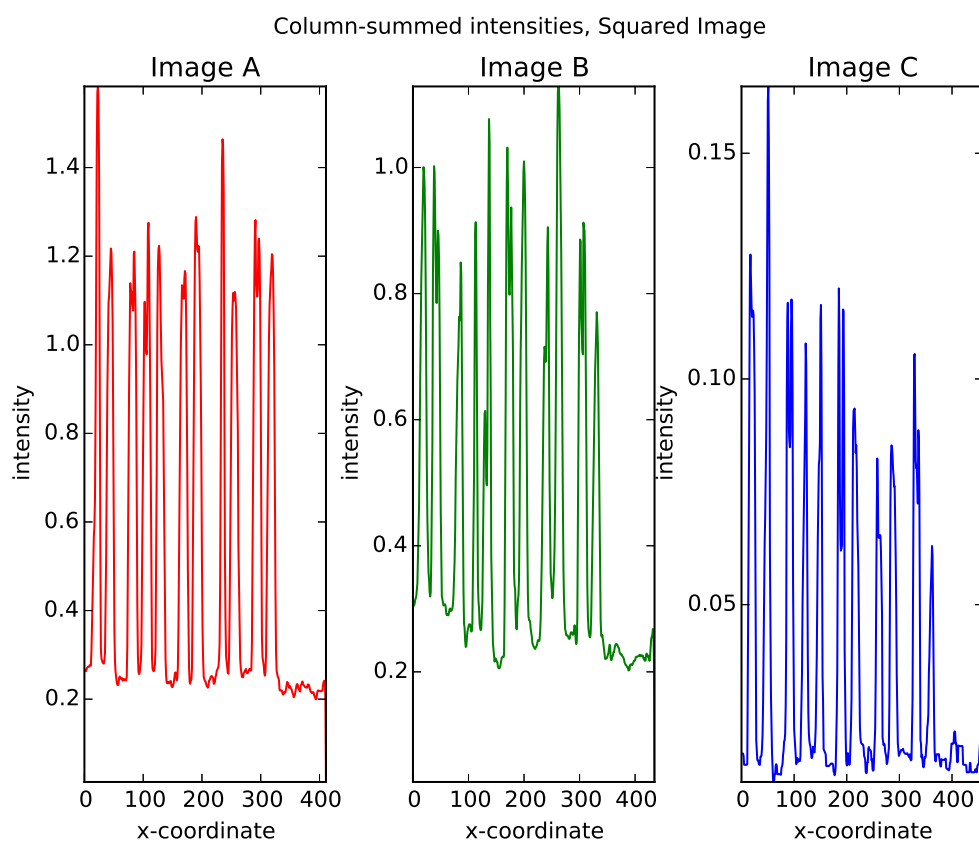 Column-summed intensities, Squared Image
Image A
Image B
Image C
1.4
1.2
1.0
0.8
0.6
0.4
0.2
intensity
0 100 200 300 400
x-coordinate
1.0
0.8
0.6
0.4
0.2
intensity
0 100 200 300 400
x-coordinate
0.15
0.10
0.05
intensity
0 100 200 300 400
x-coordinate